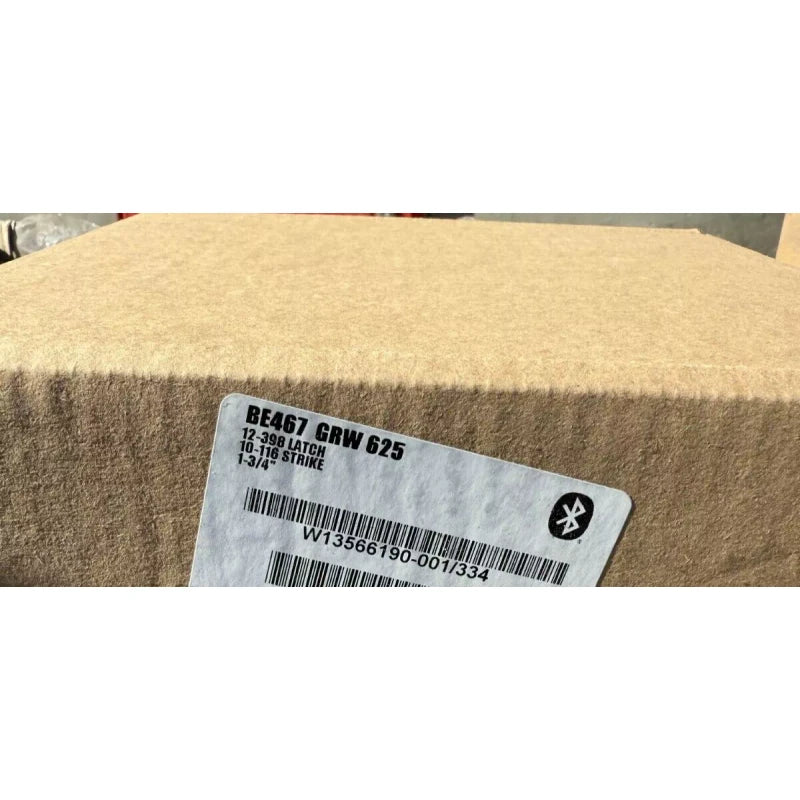 BE467 GRW 625
12-398 LATCH
10-116 STRIKE
1-3/4"
W13566190-001/334